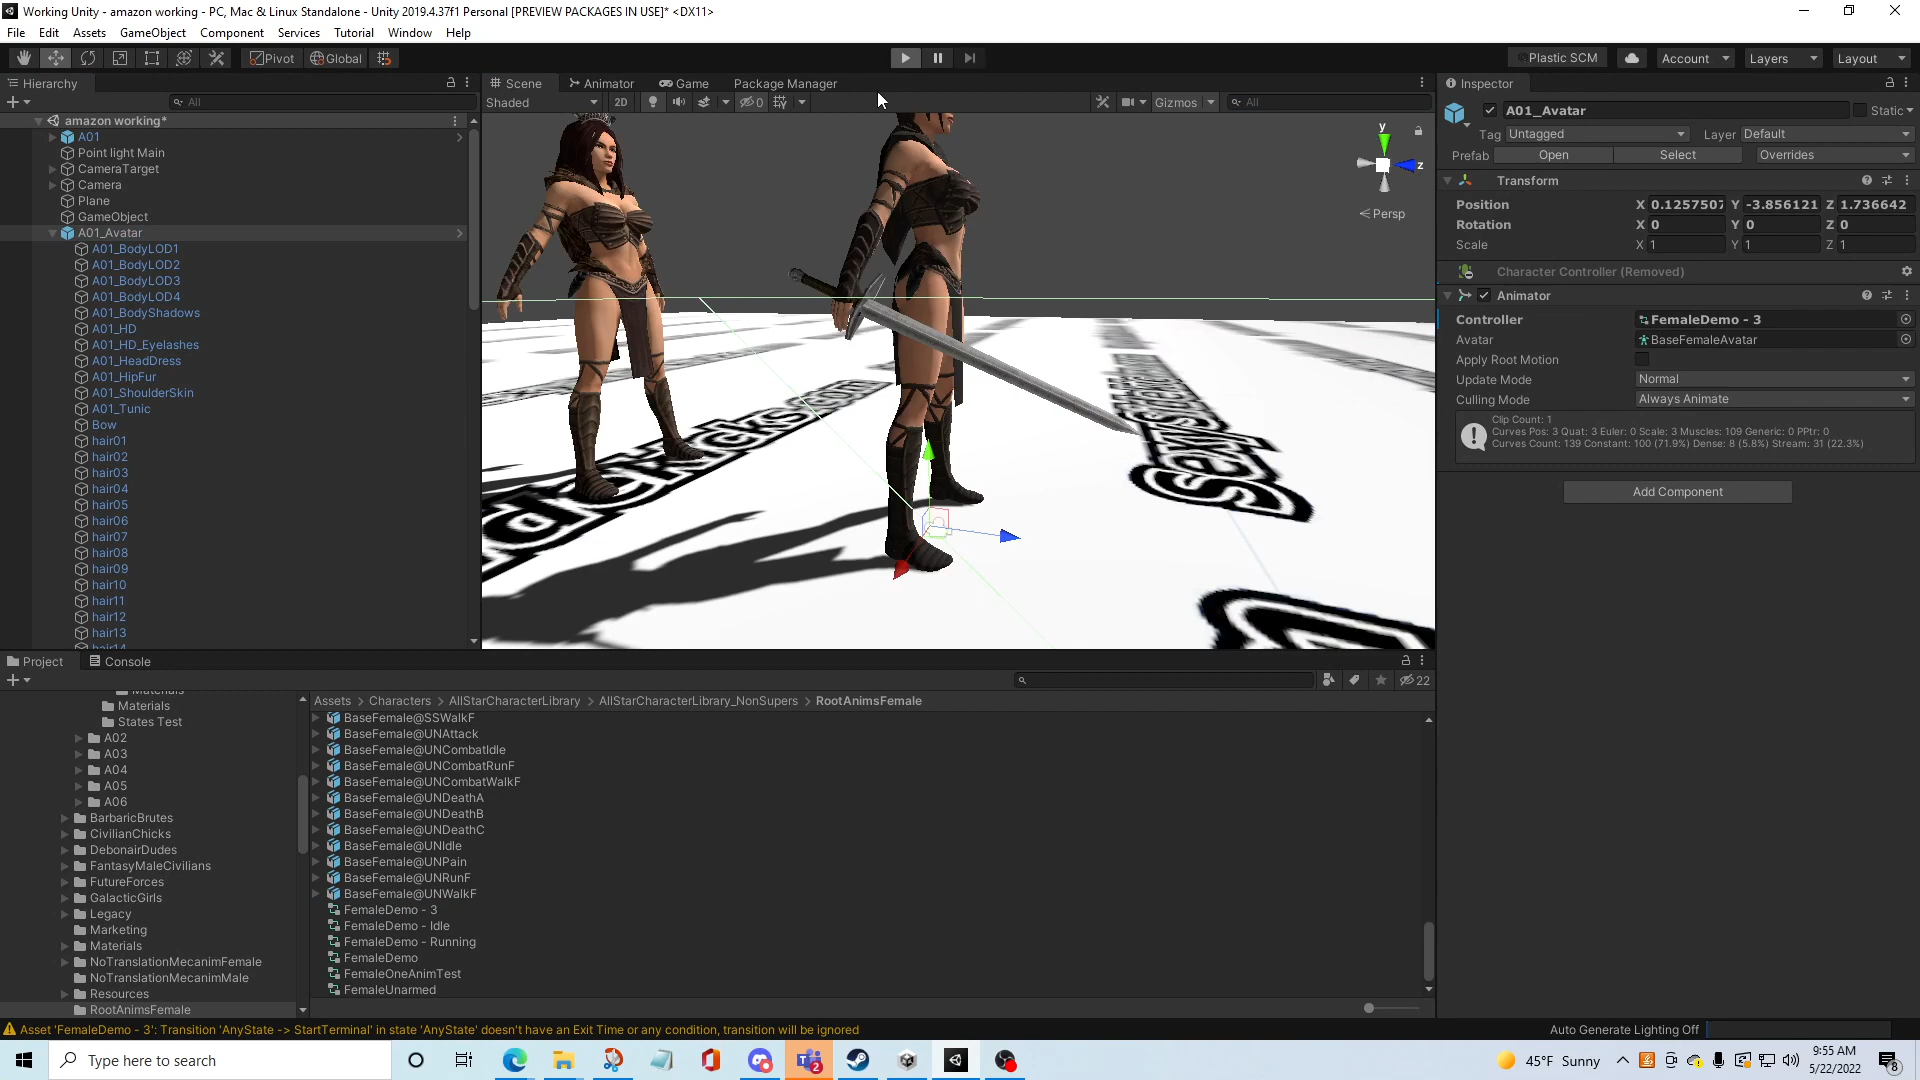 Working Unity - amazon working - PC, Mac & Linux Standalone - Unity 2019.4.37f1 Personal [PREVIEW PACKAGES IN USE]* <DX11>
File Edit Assets GameObject Component Services Tutorial Window Help
Pivot Global Plastic SCM Account Layers Layout
Hierarchy
All
amazon working*
A01
Point light Main
CameraTarget
Camera
Plane
GameObject
A01_Avatar
A01_BodyLOD1
A01_BodyLOD2
A01_BodyLOD3
A01_BodyLOD4
A01_BodyShadows
A01_HD
A01_HD_Eyelashes
A01_HeadDress
A01_HipFur
A01_ShoulderSkin
A01_Tunic
Bow
hair01
hair02
hair03
hair04
hair05
hair06
hair07
hair08
hair09
hair10
hair11
hair12
hair13
hair14
Scene Animator Game Package Manager
Shaded 2D 0 Gizmos All
y
z
Persp
Inspector
A01_Avatar Static
Tag Untagged Layer Default
Prefab Open Select Overrides
Transform
Position X 0.1257507 Y -3.856121 Z 1.736642
Rotation X 0 Y 0 Z 0
Scale X 1 Y 1 Z 1
Character Controller (Removed)
Animator
Controller FemaleDemo - 3
Avatar BaseFemaleAvatar
Apply Root Motion
Update Mode Normal
Culling Mode Always Animate
Clip Count: 1
Curves Pos: 3 Quat: 3 Euler: 0 Scale: 3 Muscles: 109 Generic: 0 PPtr: 0
Curves Count: 139 Constant: 100 (71.9%) Dense: 8 (5.8%) Stream: 31 (22.3%)
Add Component
Project Console
22
Materials
Materials
States Test
A02
A03
A04
A05
A06
BarbaricBrutes
CivilianChicks
DebonairDudes
FantasyMaleCivilians
FutureForces
GalacticGirls
Legacy
Marketing
Materials
NoTranslationMecanimFemale
NoTranslationMecanimMale
Resources
RootAnimsFemale
Assets > Characters > AllStarCharacterLibrary > AllStarCharacterLibrary_NonSupers > RootAnimsFemale
BaseFemale@SSWalkF
BaseFemale@UNAttack
BaseFemale@UNCombatIdle
BaseFemale@UNCombatRunF
BaseFemale@UNCombatWalkF
BaseFemale@UNDeathA
BaseFemale@UNDeathB
BaseFemale@UNDeathC
BaseFemale@UNIdle
BaseFemale@UNPain
BaseFemale@UNRunF
BaseFemale@UNWalkF
FemaleDemo - 3
FemaleDemo - Idle
FemaleDemo - Running
FemaleDemo
FemaleOneAnimTest
FemaleUnarmed
Asset 'FemaleDemo - 3': Transition 'AnyState -> StartTerminal' in state 'AnyState' doesn't have an Exit Time or any condition, transition will be ignored
Auto Generate Lighting Off
Type here to search
2
45°F Sunny
9:55 AM
5/22/2022
8